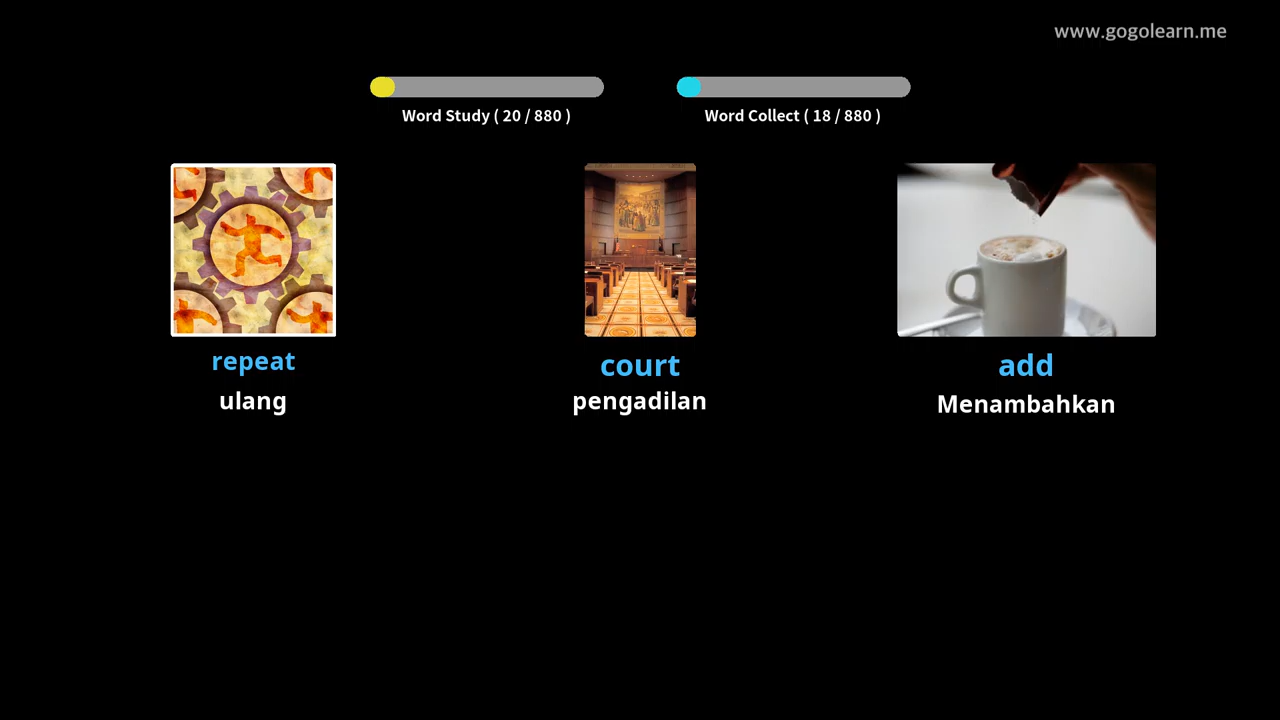 www.gogolearn.me
Word Study ( 20 / 880 )
Word Collect ( 18 / 880 )
repeat
ulang
court
pengadilan
add
Menambahkan